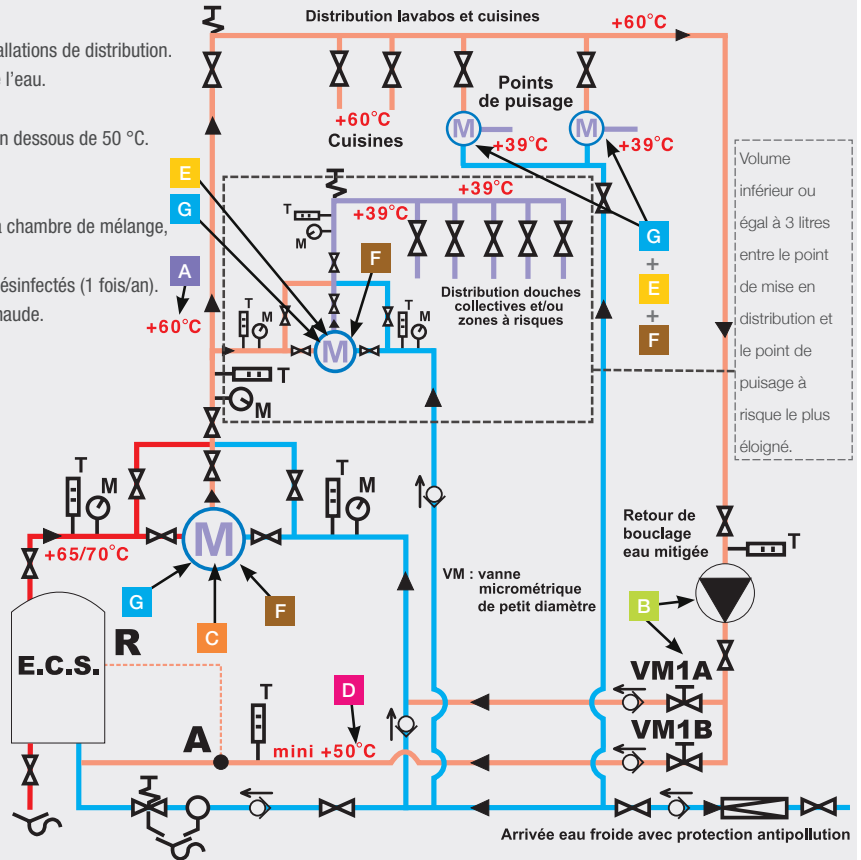 Distribution lavabos et cuisines
+60°C
allations de distribution.
l'eau.
n dessous de 50 °C.
chambre de mélange,
ésinfectés (1 fois/an).
haude.
Points
de puisage
+60°C
Cuisines
M
M
+39°C
+39°C
E
G
A
+60°C
T
M
+39°C
+39°C
F
Distribution douches
collectives et/ou
zones à risques
G
+
E
+
F
Volume
inférieur ou
égal à 3 litres
entre le point
de mise en
distribution et
le point de
puisage à
risque le plus
éloigné.
T
M
M
T
M
T
M
T
M
T
M
+65/70°C
M
G
C
F
VM : vanne
micrométrique
de petit diamètre
Retour de
bouclage
eau mitigée
T
B
E.C.S.
R
D
T
A
mini +50°C
VM1A
VM1B
Arrivée eau froide avec protection antipollution